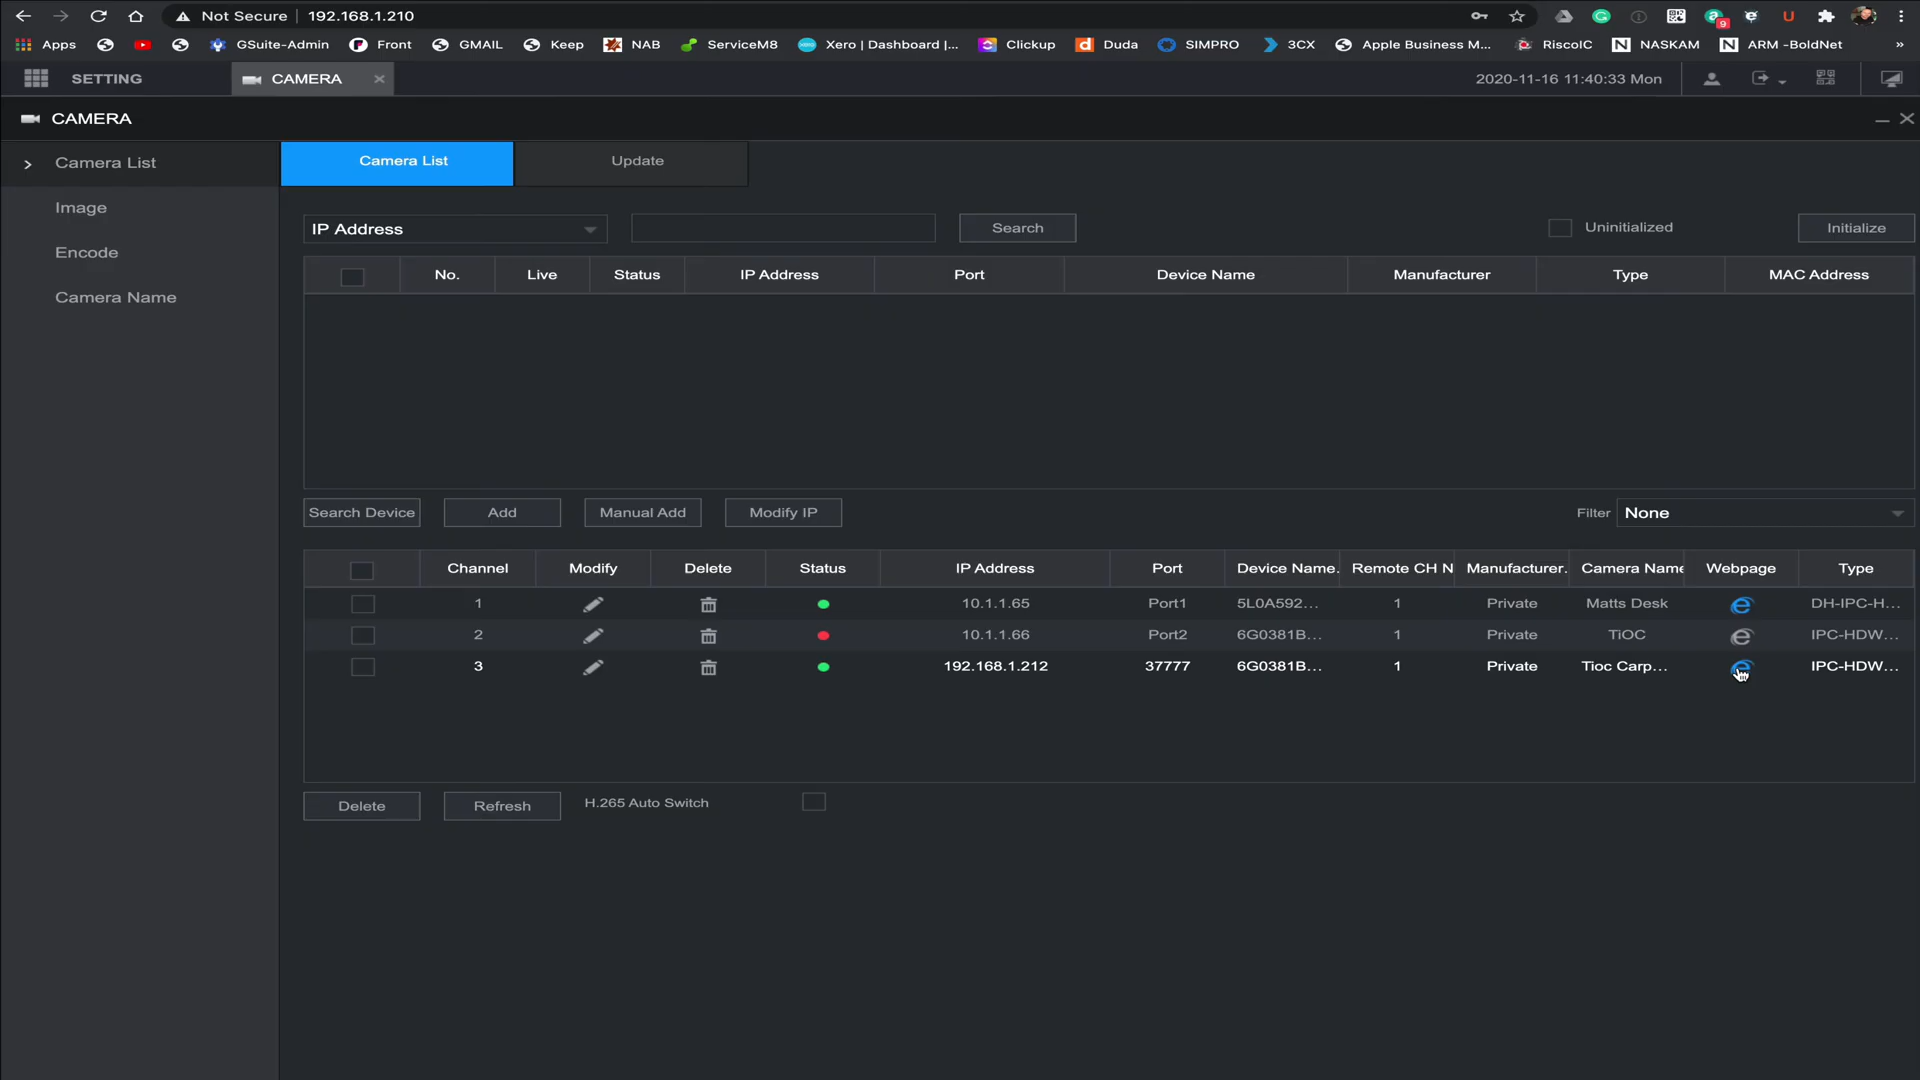 Not Secure | 192.168.1.210
9
Apps GSuite-Admin Front GMAIL Keep NAB ServiceM8 Xero | Dashboard |... Clickup Duda SIMPRO 3CX Apple Business M... RiscoIC NASKAM ARM -BoldNet »
SETTING CAMERA 2020-11-16 11:40:33 Mon
CAMERA
Camera List
Image
Encode
Camera Name
Camera List Update
IP Address Search Uninitialized Initialize
No. Live Status IP Address Port Device Name Manufacturer Type MAC Address
Search Device Add Manual Add Modify IP Filter None
Channel Modify Delete Status IP Address Port Device Name. Remote CH N Manufacturer. Camera Name Webpage Type
1 10.1.1.65 Port1 5L0A592... 1 Private Matts Desk DH-IPC-H...
2 10.1.1.66 Port2 6G0381B... 1 Private TiOC IPC-HDW...
3 192.168.1.212 37777 6G0381B... 1 Private Tioc Carp... IPC-HDW...
Delete Refresh H.265 Auto Switch